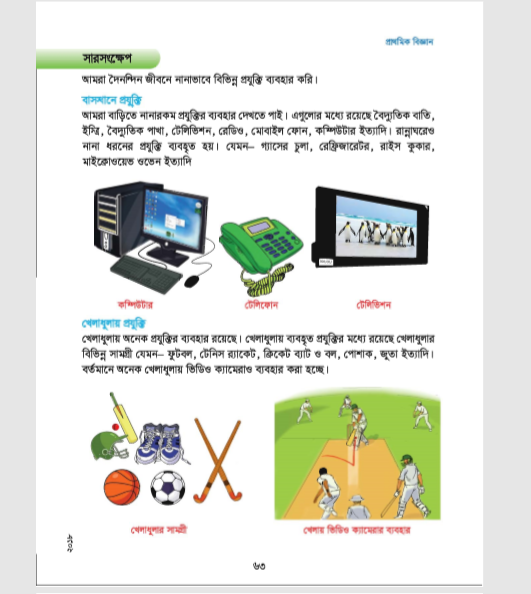 প্রাথমিক বিজ্ঞান
সারসংক্ষেপ
আমরা দৈনন্দিন জীবনে নানাভাবে বিভিন্ন প্রযুক্তি ব্যবহার করি।
বাসস্থানে প্রযুক্তি
আমরা বাড়িতে নানারকম প্রযুক্তির ব্যবহার দেখতে পাই। এগুলোর মধ্যে রয়েছে বৈদ্যুতিক বাতি,
ইস্ত্রি, বৈদ্যুতিক পাখা, টেলিভিশন, রেডিও, মোবাইল ফোন, কম্পিউটার ইত্যাদি। রান্নাঘরেও
নানা ধরনের প্রযুক্তি ব্যবহৃত হয়। যেমন– গ্যাসের চুলা, রেফ্রিজারেটর, রাইস কুকার,
মাইক্রোওয়েভ ওভেন ইত্যাদি
কম্পিউটার
টেলিফোন
টেলিভিশন
খেলাধুলায় প্রযুক্তি
খেলাধুলায় অনেক প্রযুক্তির ব্যবহার রয়েছে। খেলাধুলায় ব্যবহৃত প্রযুক্তির মধ্যে রয়েছে খেলাধুলার
বিভিন্ন সামগ্রী যেমন– ফুটবল, টেনিস র‍্যাকেট, ক্রিকেট ব্যাট ও বল, পোশাক, জুতা ইত্যাদি।
বর্তমানে অনেক খেলাধুলায় ভিডিও ক্যামেরাও ব্যবহার করা হচ্ছে।
খেলাধুলার সামগ্রী
খেলায় ভিডিও ক্যামেরার ব্যবহার
২০১৮
৬৩